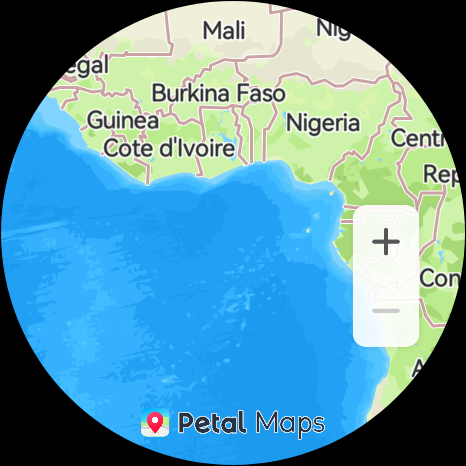 Mali
Nig
egal
Burkina Faso
Guinea
Nigeria
Cote d'Ivoire
Centr
Rep
Con
A
Petal Maps